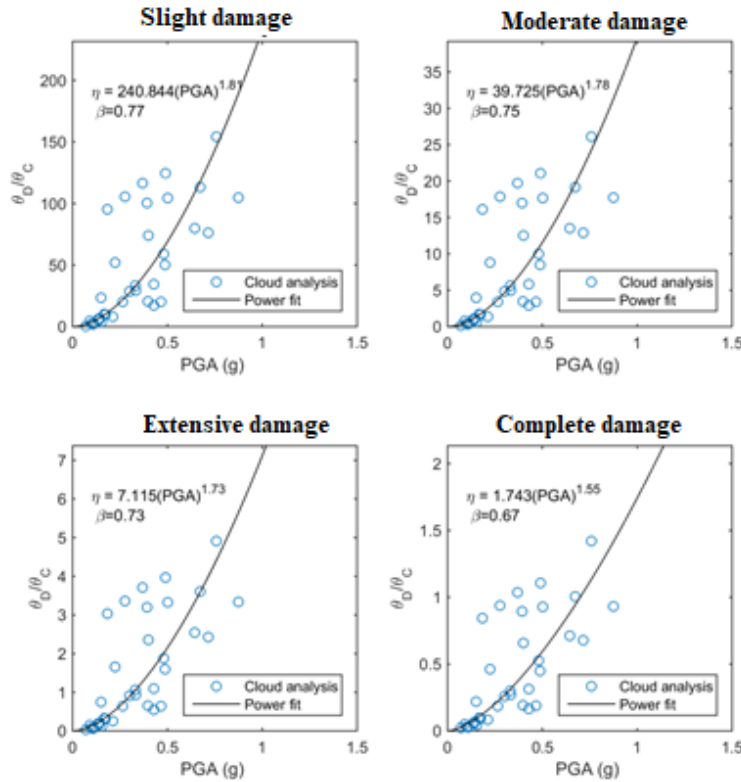 Slight damage
η = 240.844(PGA)^1.81
β=0.77
θD/θC
200
150
100
50
0
Cloud analysis
Power fit
0 0.5 1 1.5
PGA (g)
Moderate damage
η = 39.725(PGA)^1.78
β=0.75
θD/θC
35
30
25
20
15
10
5
0
Cloud analysis
Power fit
0 0.5 1 1.5
PGA (g)
Extensive damage
η = 7.115(PGA)^1.73
β=0.73
θD/θC
7
6
5
4
3
2
1
0
Cloud analysis
Power fit
0 0.5 1 1.5
PGA (g)
Complete damage
η = 1.743(PGA)^1.55
β=0.67
θD/θC
2
1.5
1
0.5
0
Cloud analysis
Power fit
0 0.5 1 1.5
PGA (g)